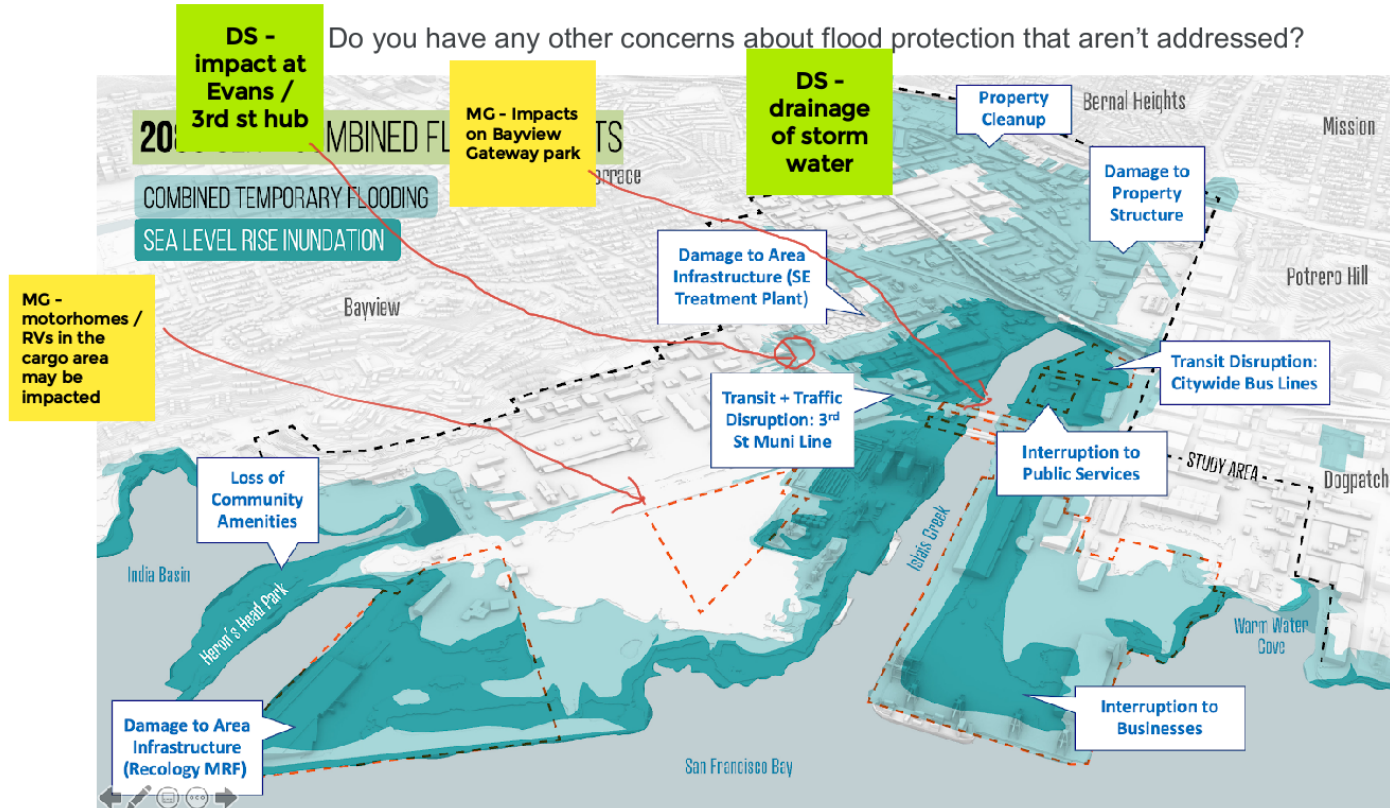 Do you have any other concerns about flood protection that aren't addressed?
DS -
impact at
Evans /
3rd st hub
MG - Impacts
on Bayview
Gateway park
DS -
drainage
of storm
water
COMBINED TEMPORARY FLOODING
SEA LEVEL RISE INUNDATION
MG -
motorhomes /
RVs in the
cargo area
may be
impacted
Property
Cleanup
Bernal Heights
Mission
Damage to
Property
Structure
Potrero Hill
Damage to Area
Infrastructure (SE
Treatment Plant)
Bayview
Transit Disruption:
Citywide Bus Lines
Transit + Traffic
Disruption: 3rd
St Muni Line
Interruption to
Public Services
STUDY AREA
Dogpatch
Loss of
Community
Amenities
India Basin
Heron's Head Park
Islais Creek
Warm Water
Cove
Damage to Area
Infrastructure
(Recology MRF)
Interruption to
Businesses
San Francisco Bay